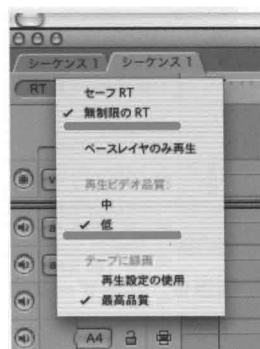 シーケンス 1 シーケンス 1
RT
セーフ RT
✓ 無制限の RT
ベースレイヤのみ再生
再生ビデオ品質：
中
✓ 低
テープに録画
再生設定の使用
✓ 最高品質
v
a
a
A4